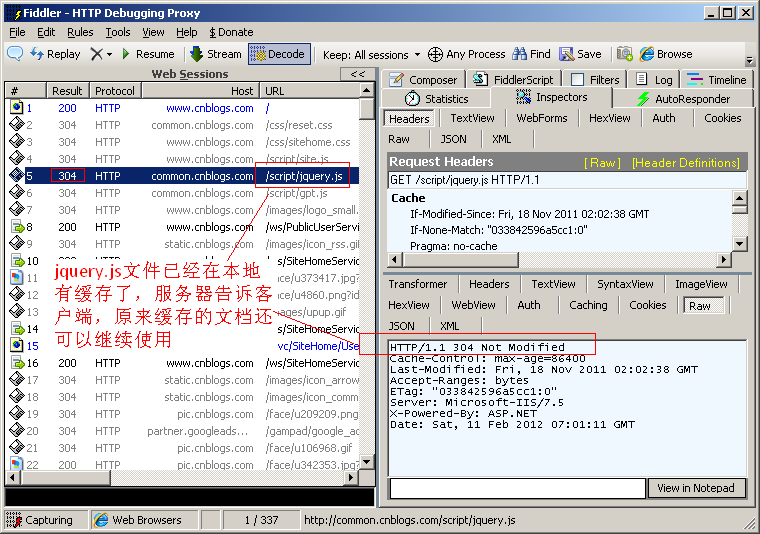 Fiddler - HTTP Debugging Proxy
File Edit Rules Tools View Help $ Donate
Replay Resume Stream Decode Keep: All sessions Any Process Find Save Browse
Web Sessions <<
# Result Protocol Host URL
1 200 HTTP www.cnblogs.com /
2 304 HTTP common.cnblogs.com /css/reset.css
3 304 HTTP www.cnblogs.com /css/sitehome.css
4 304 HTTP www.cnblogs.com /script/site.js
5 304 HTTP common.cnblogs.com /script/jquery.js
6 304 HTTP common.cnblogs.com /script/gpt.js
7 304 HTTP www.cnblogs.com /images/logo_small.
8 200 HTTP www.cnblogs.com /ws/PublicUserServi
9 304 HTTP static.cnblogs.com /images/icon_rss.gif
10 s/SiteHomeServic
11 ace/u373417.jpg?
12 ace/u4860.png?id
13 ages/upup.gif
14 s/SiteHomeServic
15 vc/SiteHome/Use
16 200 HTTP www.cnblogs.com /ws/SiteHomeServic
17 304 HTTP static.cnblogs.com /images/icon_arrow
18 304 HTTP static.cnblogs.com /images/icon_comm
19 304 HTTP pic.cnblogs.com /face/u209209.png
20 304 HTTP partner.googleads... /gampad/google_ad
21 304 HTTP pic.cnblogs.com /face/u106968.gif
22 200 HTTP pic.cnblogs.com /face/u342353.jpg?
jquery.js文件已经在本地
有缓存了，服务器告诉客
户端，原来缓存的文档还
可以继续使用
Composer FiddlerScript Filters Log Timeline
Statistics Inspectors AutoResponder
Headers TextView WebForms HexView Auth Cookies
Raw JSON XML
Request Headers [ Raw ] [Header Definitions]
GET /script/jquery.js HTTP/1.1
Cache
If-Modified-Since: Fri, 18 Nov 2011 02:02:38 GMT
If-None-Match: "033842596a5cc1:0"
Pragma: no-cache
Transformer Headers TextView SyntaxView ImageView
HexView WebView Auth Caching Cookies Raw
JSON XML
HTTP/1.1 304 Not Modified
Cache-Control: max-age=86400
Last-Modified: Fri, 18 Nov 2011 02:02:38 GMT
Accept-Ranges: bytes
ETag: "033842596a5cc1:0"
Server: Microsoft-IIS/7.5
X-Powered-By: ASP.NET
Date: Sat, 11 Feb 2012 07:01:11 GMT
View in Notepad
Capturing Web Browsers 1 / 337 http://common.cnblogs.com/script/jquery.js